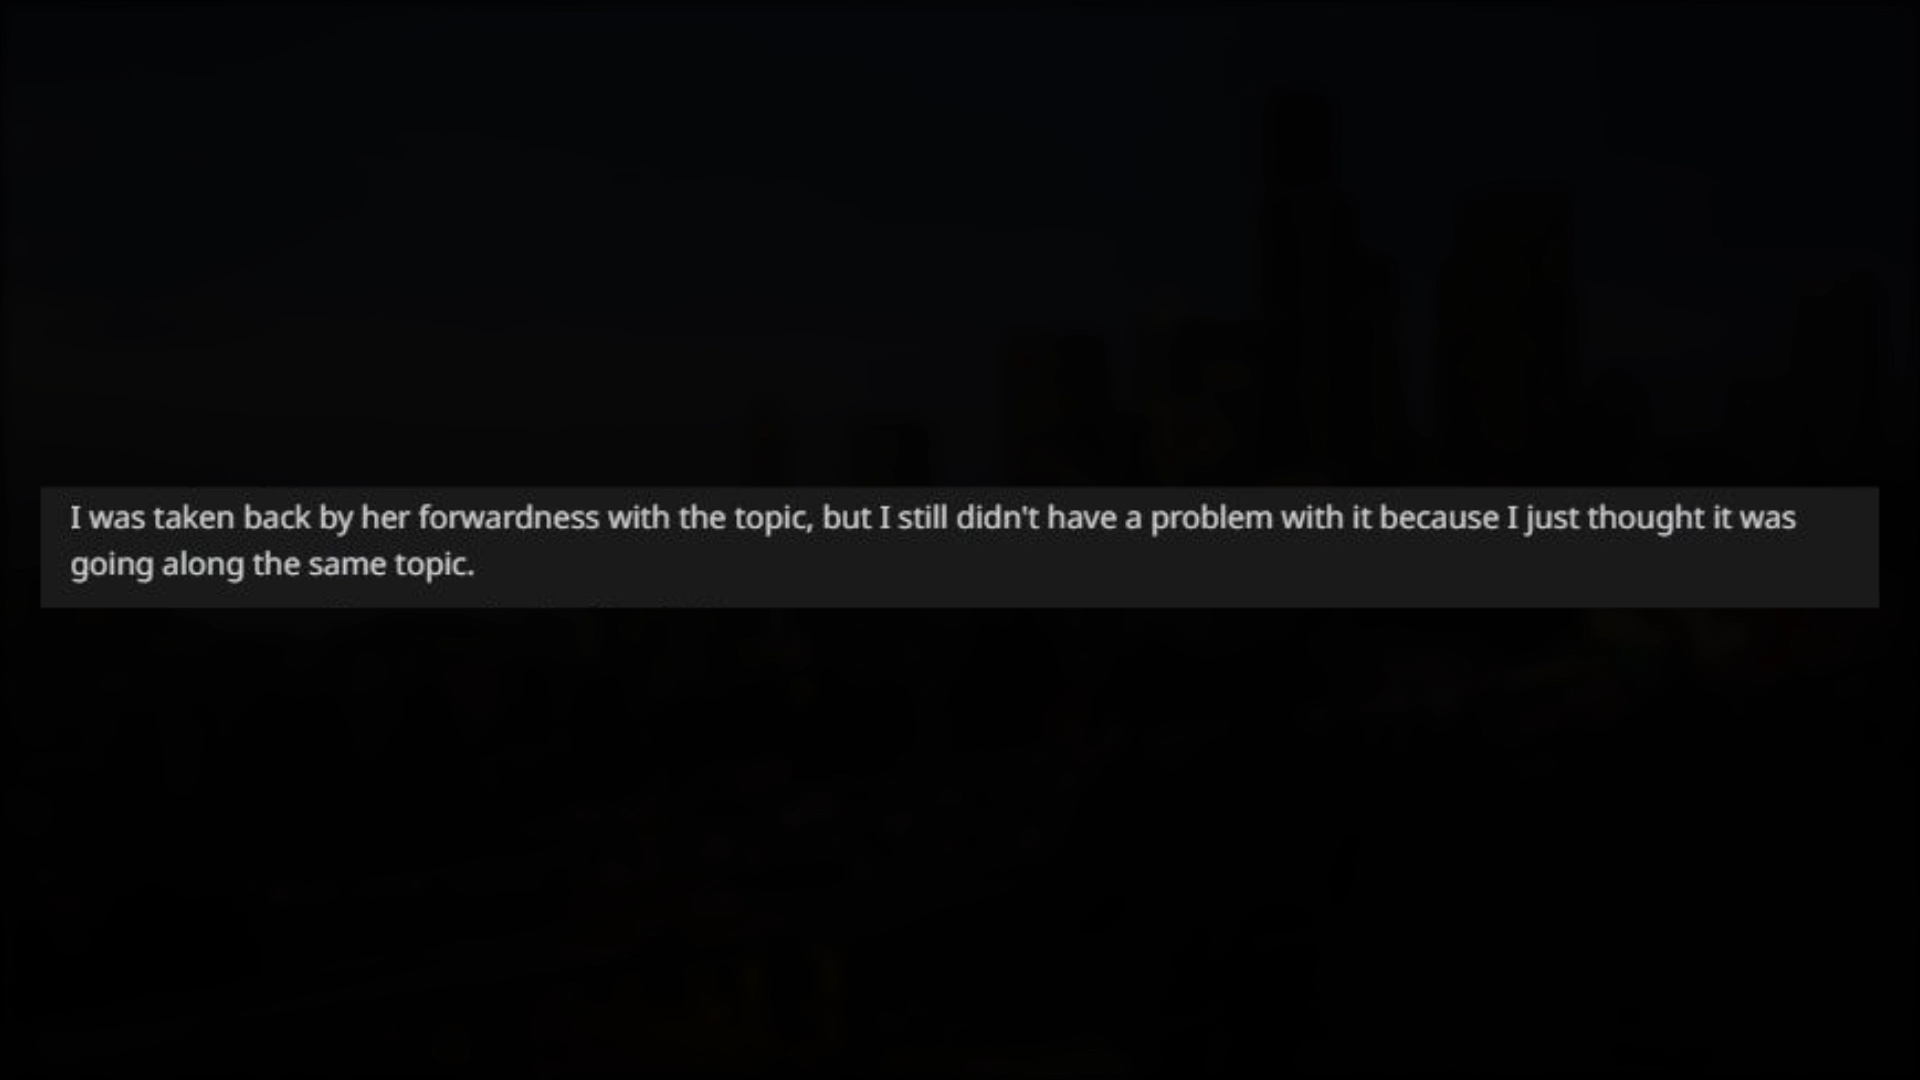 I was taken back by her forwardness with the topic, but I still didn't have a problem with it because I just thought it was
going along the same topic.